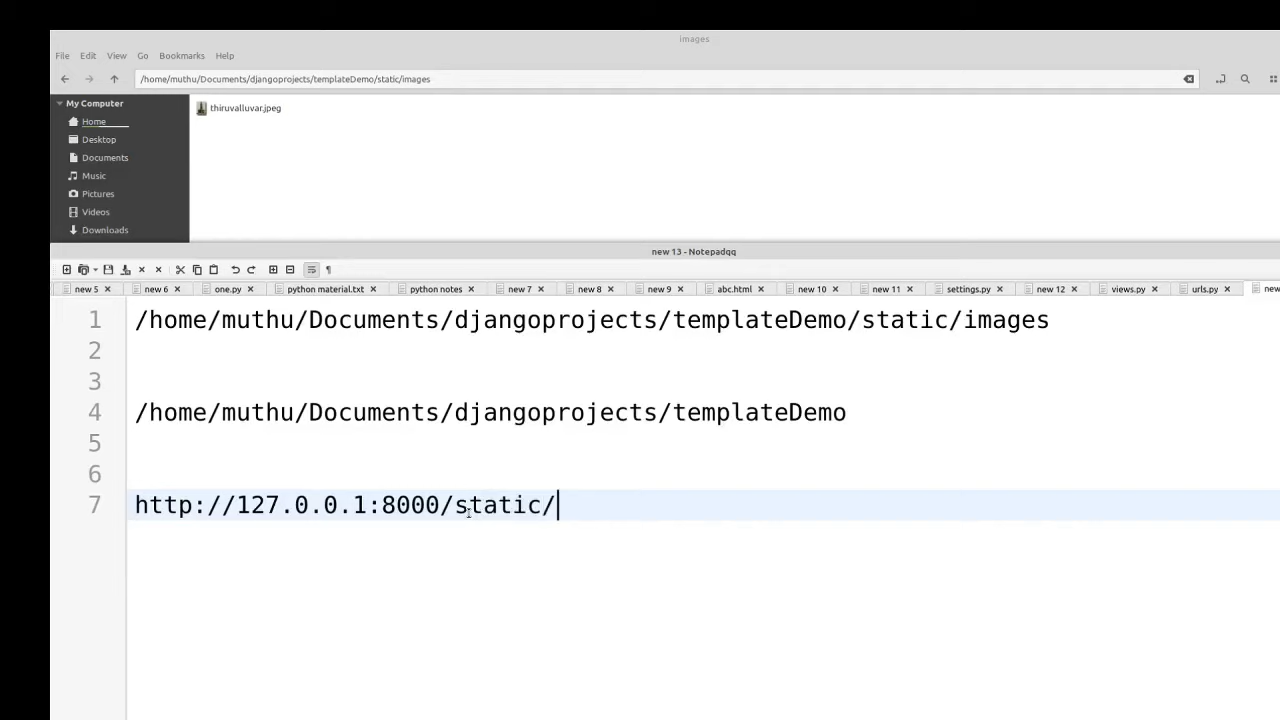 images
File Edit View Go Bookmarks Help
/home/muthu/Documents/djangoprojects/templateDemo/static/images
My Computer
thiruvalluvar.jpeg
Home
Desktop
Documents
Music
Pictures
Videos
Downloads
new 13 - Notepadqq
new 5 new 6 one.py python material.txt python notes new 7 new 8 new 9 abc.html new 10 new 11 settings.py new 12 views.py urls.py new
1 /home/muthu/Documents/djangoprojects/templateDemo/static/images
2
3
4 /home/muthu/Documents/djangoprojects/templateDemo
5
6
7 http://127.0.0.1:8000/static/